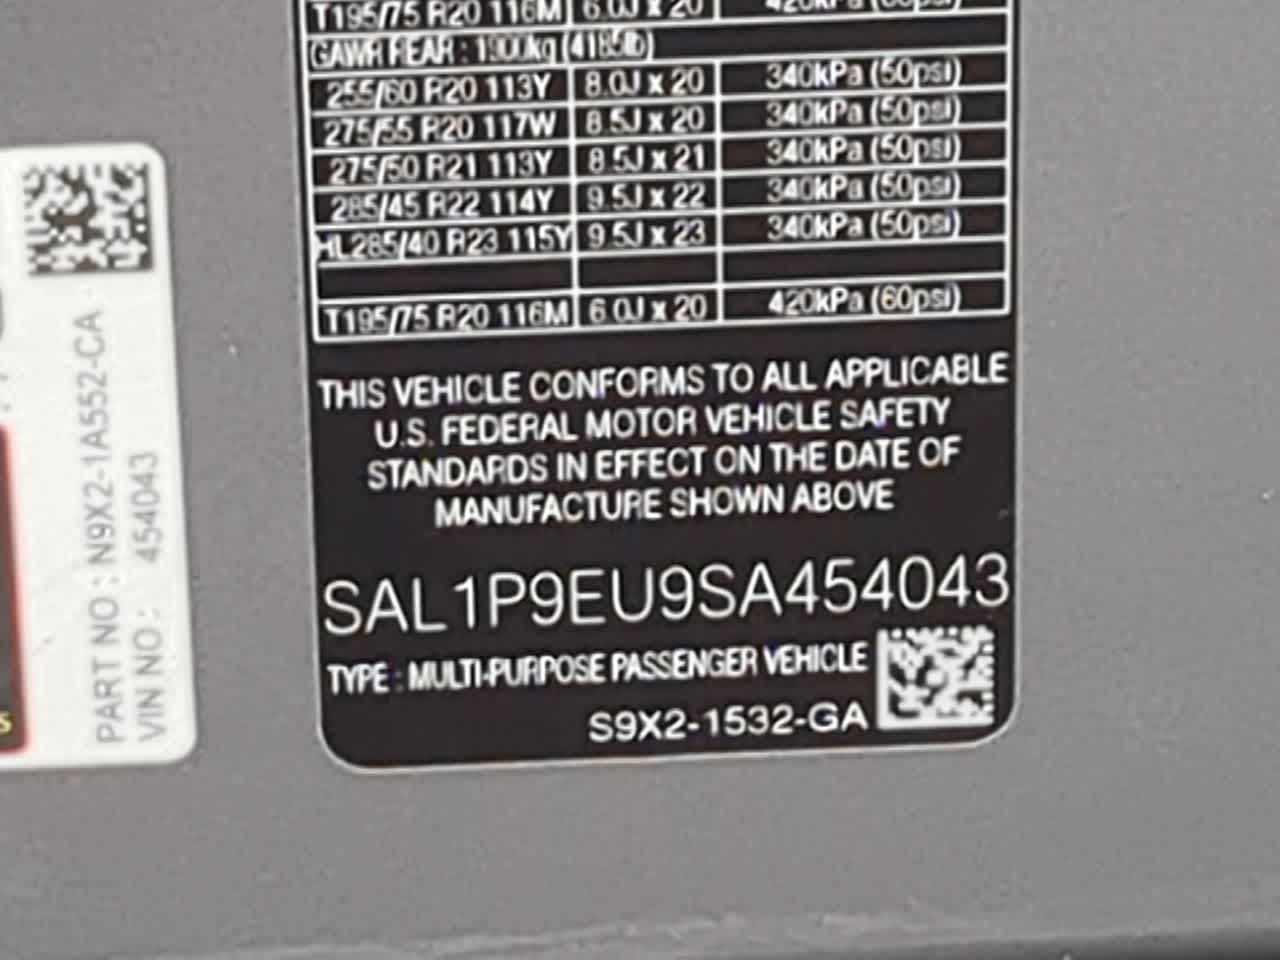 T195/75 R20 116M 6.0J x 20 420kPa (60psi)
GAWR REAR : 1900kg (4185lb)
255/60 R20 113Y 8.0J x 20 340kPa (50psi)
275/55 R20 117W 8.5J x 20 340kPa (50psi)
275/50 R21 113Y 8.5J x 21 340kPa (50psi)
285/45 R22 114Y 9.5J x 22 340kPa (50psi)
HL285/40 R23 115Y 9.5J x 23 340kPa (50psi)
T195/75 R20 116M 6.0J x 20 420kPa (60psi)
THIS VEHICLE CONFORMS TO ALL APPLICABLE
U.S. FEDERAL MOTOR VEHICLE SAFETY
STANDARDS IN EFFECT ON THE DATE OF
MANUFACTURE SHOWN ABOVE
SAL1P9EU9SA454043
TYPE : MULTI-PURPOSE PASSENGER VEHICLE
S9X2-1532-GA
PART NO : N9X2-1A552-CA
VIN NO : 454043